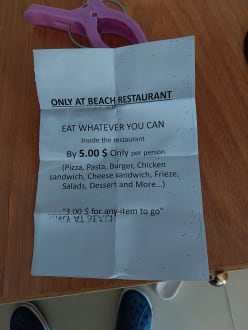 ONLY AT BEACH RESTAURANT
EAT WHATEVER YOU CAN
Inside the restaurant
By 5.00 $ Only per person
(Pizza, Pasta, Burger, Chicken
sandwich, Cheese sandwich, Frieze,
Salads, Dessert and More...)
"3.00 $ for any item to go"